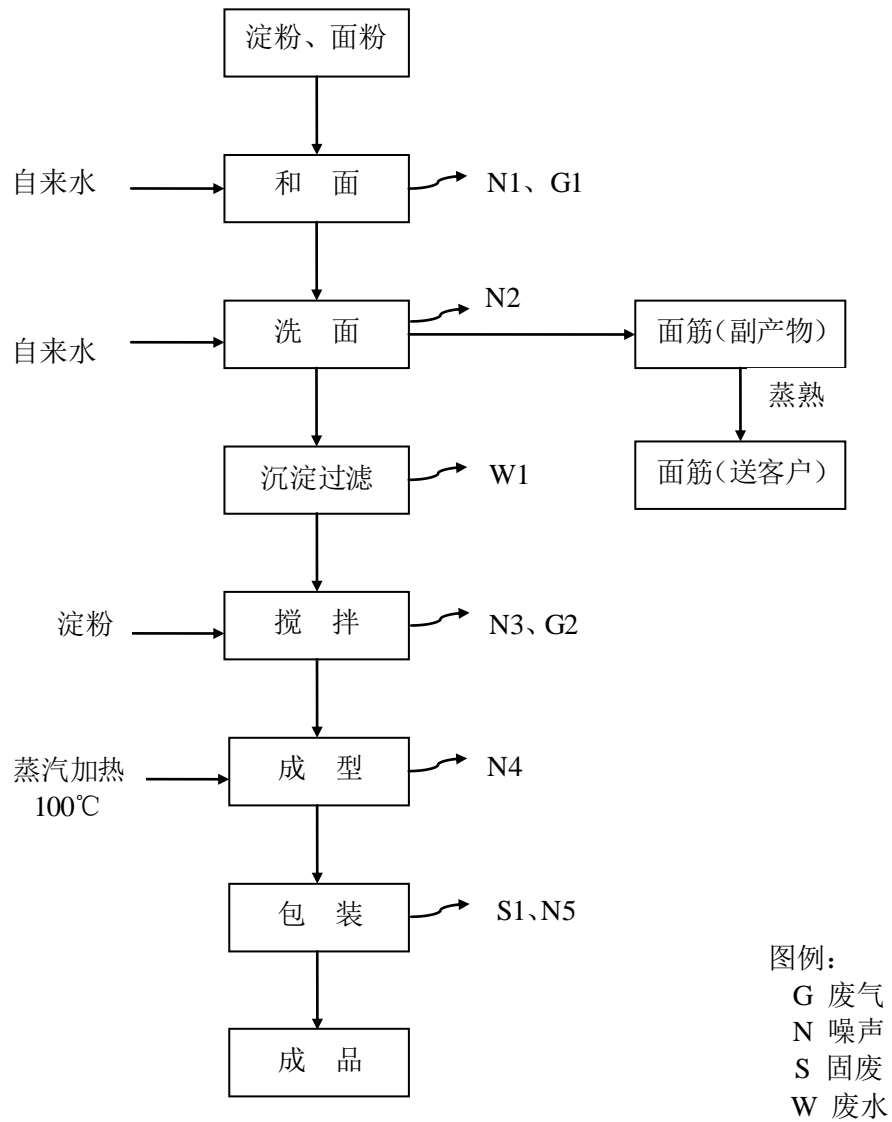 淀粉、面粉
自来水
和 面
N1、G1
自来水
洗 面
N2
面筋(副产物)
蒸熟
面筋(送客户)
沉淀过滤
W1
淀粉
搅 拌
N3、G2
蒸汽加热
100℃
成 型
N4
包 装
S1、N5
成 品
图例:
G 废气
N 噪声
S 固废
W 废水